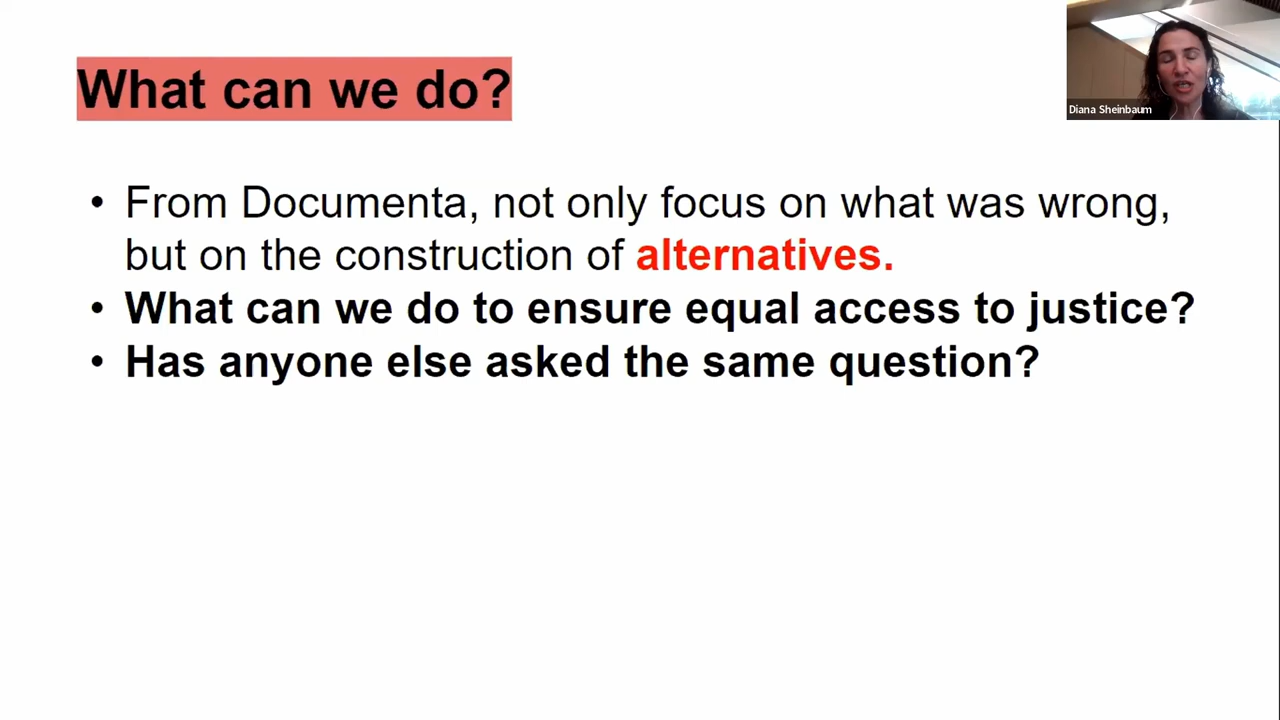 What can we do?
Diana Sheinbaum
• From Documenta, not only focus on what was wrong,
but on the construction of alternatives.
• What can we do to ensure equal access to justice?
• Has anyone else asked the same question?